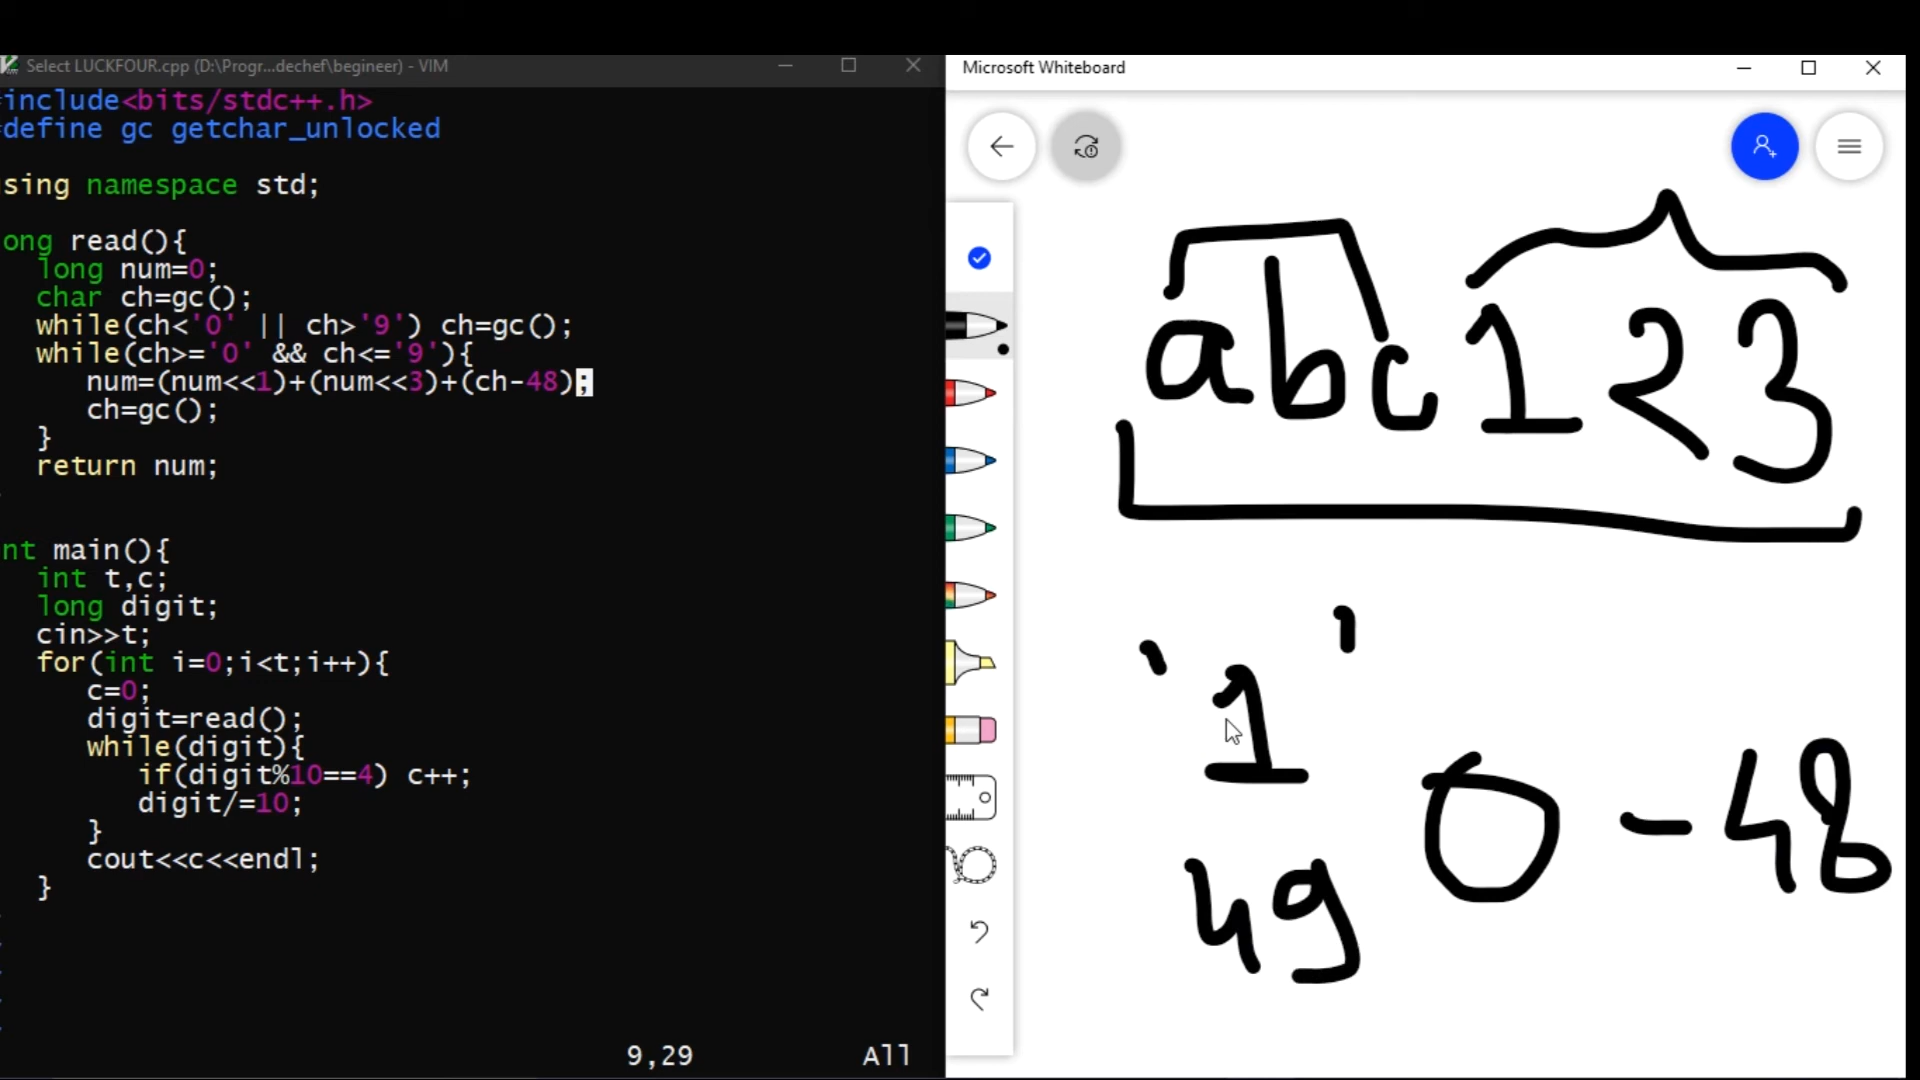 Select LUCKFOUR.cpp (D:\Progr...dechef\begineer) - VIM
include<bits/stdc++.h>
define gc getchar_unlocked
sing namespace std;
ong read(){
long num=0;
char ch=gc();
while(ch<'0' || ch>'9') ch=gc();
while(ch>='0' && ch<='9'){
num=(num<<1)+(num<<3)+(ch-48);
ch=gc();
}
return num;
nt main(){
int t,c;
long digit;
cin>>t;
for(int i=0;i<t;i++){
c=0;
digit=read();
while(digit){
if(digit%10==4) c++;
digit/=10;
}
cout<<c<<endl;
}
9,29 All
Microsoft Whiteboard
abc123
'1'
0-48
49